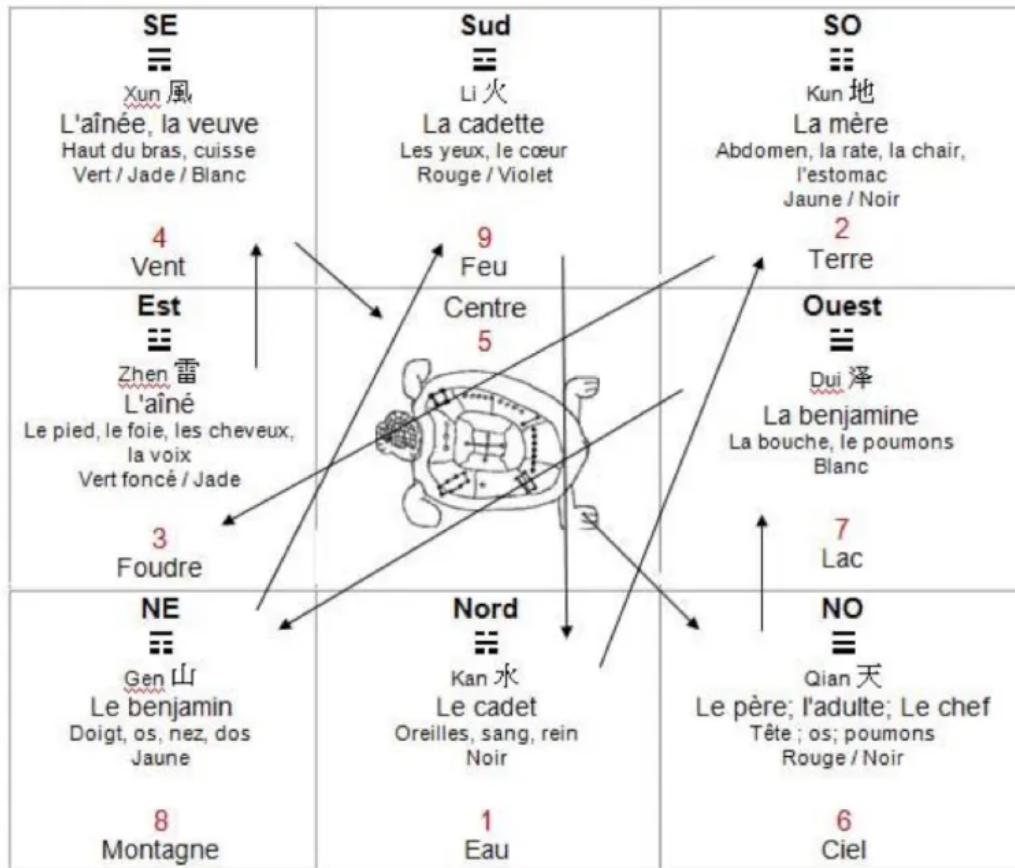 SE
☴
Xun 風
L'aînée, la veuve
Haut du bras, cuisse
Vert / Jade / Blanc
4
Vent
Sud
☲
Li 火
La cadette
Les yeux, le cœur
Rouge / Violet
9
Feu
SO
☷
Kun 地
La mère
Abdomen, la rate, la chair,
l'estomac
Jaune / Noir
2
Terre
Est
☳
Zhen 雷
L'aîné
Le pied, le foie, les cheveux,
la voix
Vert foncé / Jade
3
Foudre
Centre
5
Ouest
☱
Dui 泽
La benjamine
La bouche, le poumons
Blanc
7
Lac
NE
☶
Gen 山
Le benjamin
Doigt, os, nez, dos
Jaune
8
Montagne
Nord
☵
Kan 水
Le cadet
Oreilles, sang, rein
Noir
1
Eau
NO
☰
Qian 天
Le père; l'adulte; Le chef
Tête ; os; poumons
Rouge / Noir
6
Ciel